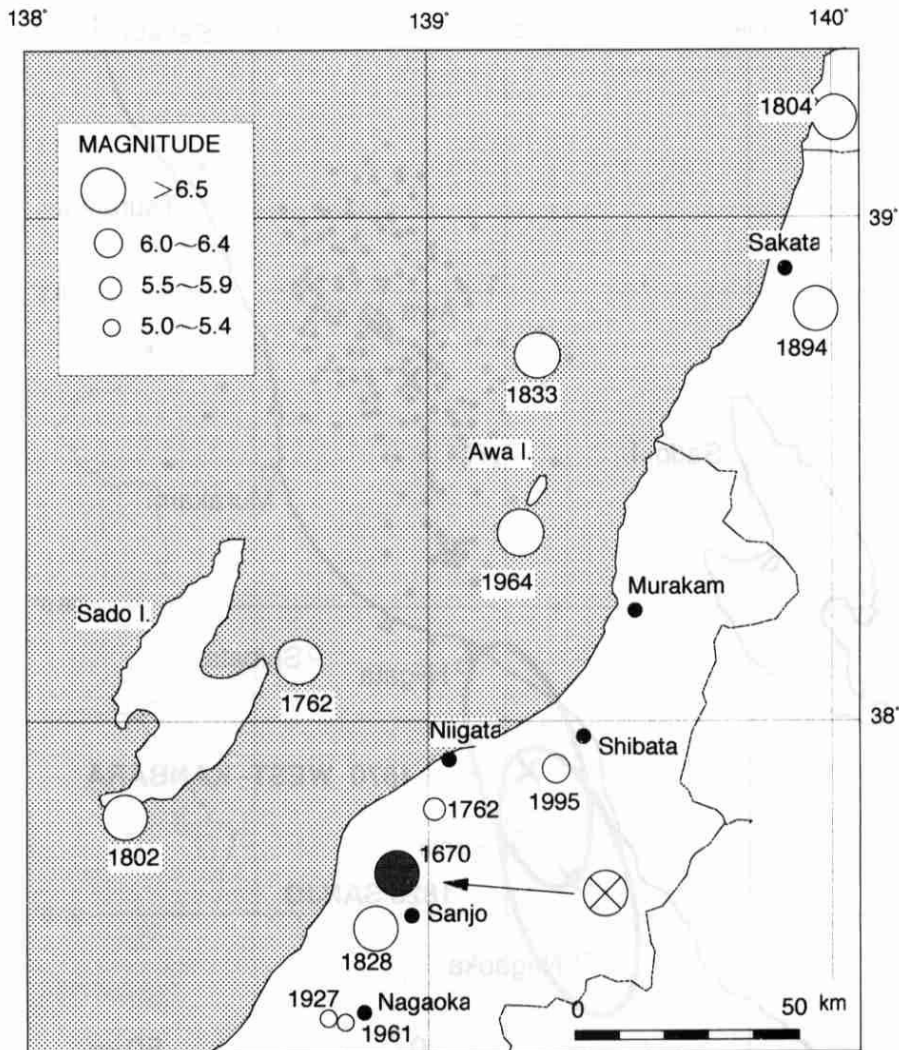 138°
139°
140°
MAGNITUDE
>6.5
6.0~6.4
5.5~5.9
5.0~5.4
1804
39°
Sakata
1894
1833
Awa I.
1964
Murakam
Sado I.
1762
38°
Niigata
Shibata
1995
1762
1802
1670
Sanjo
1828
1927
Nagaoka
1961
0 50 km